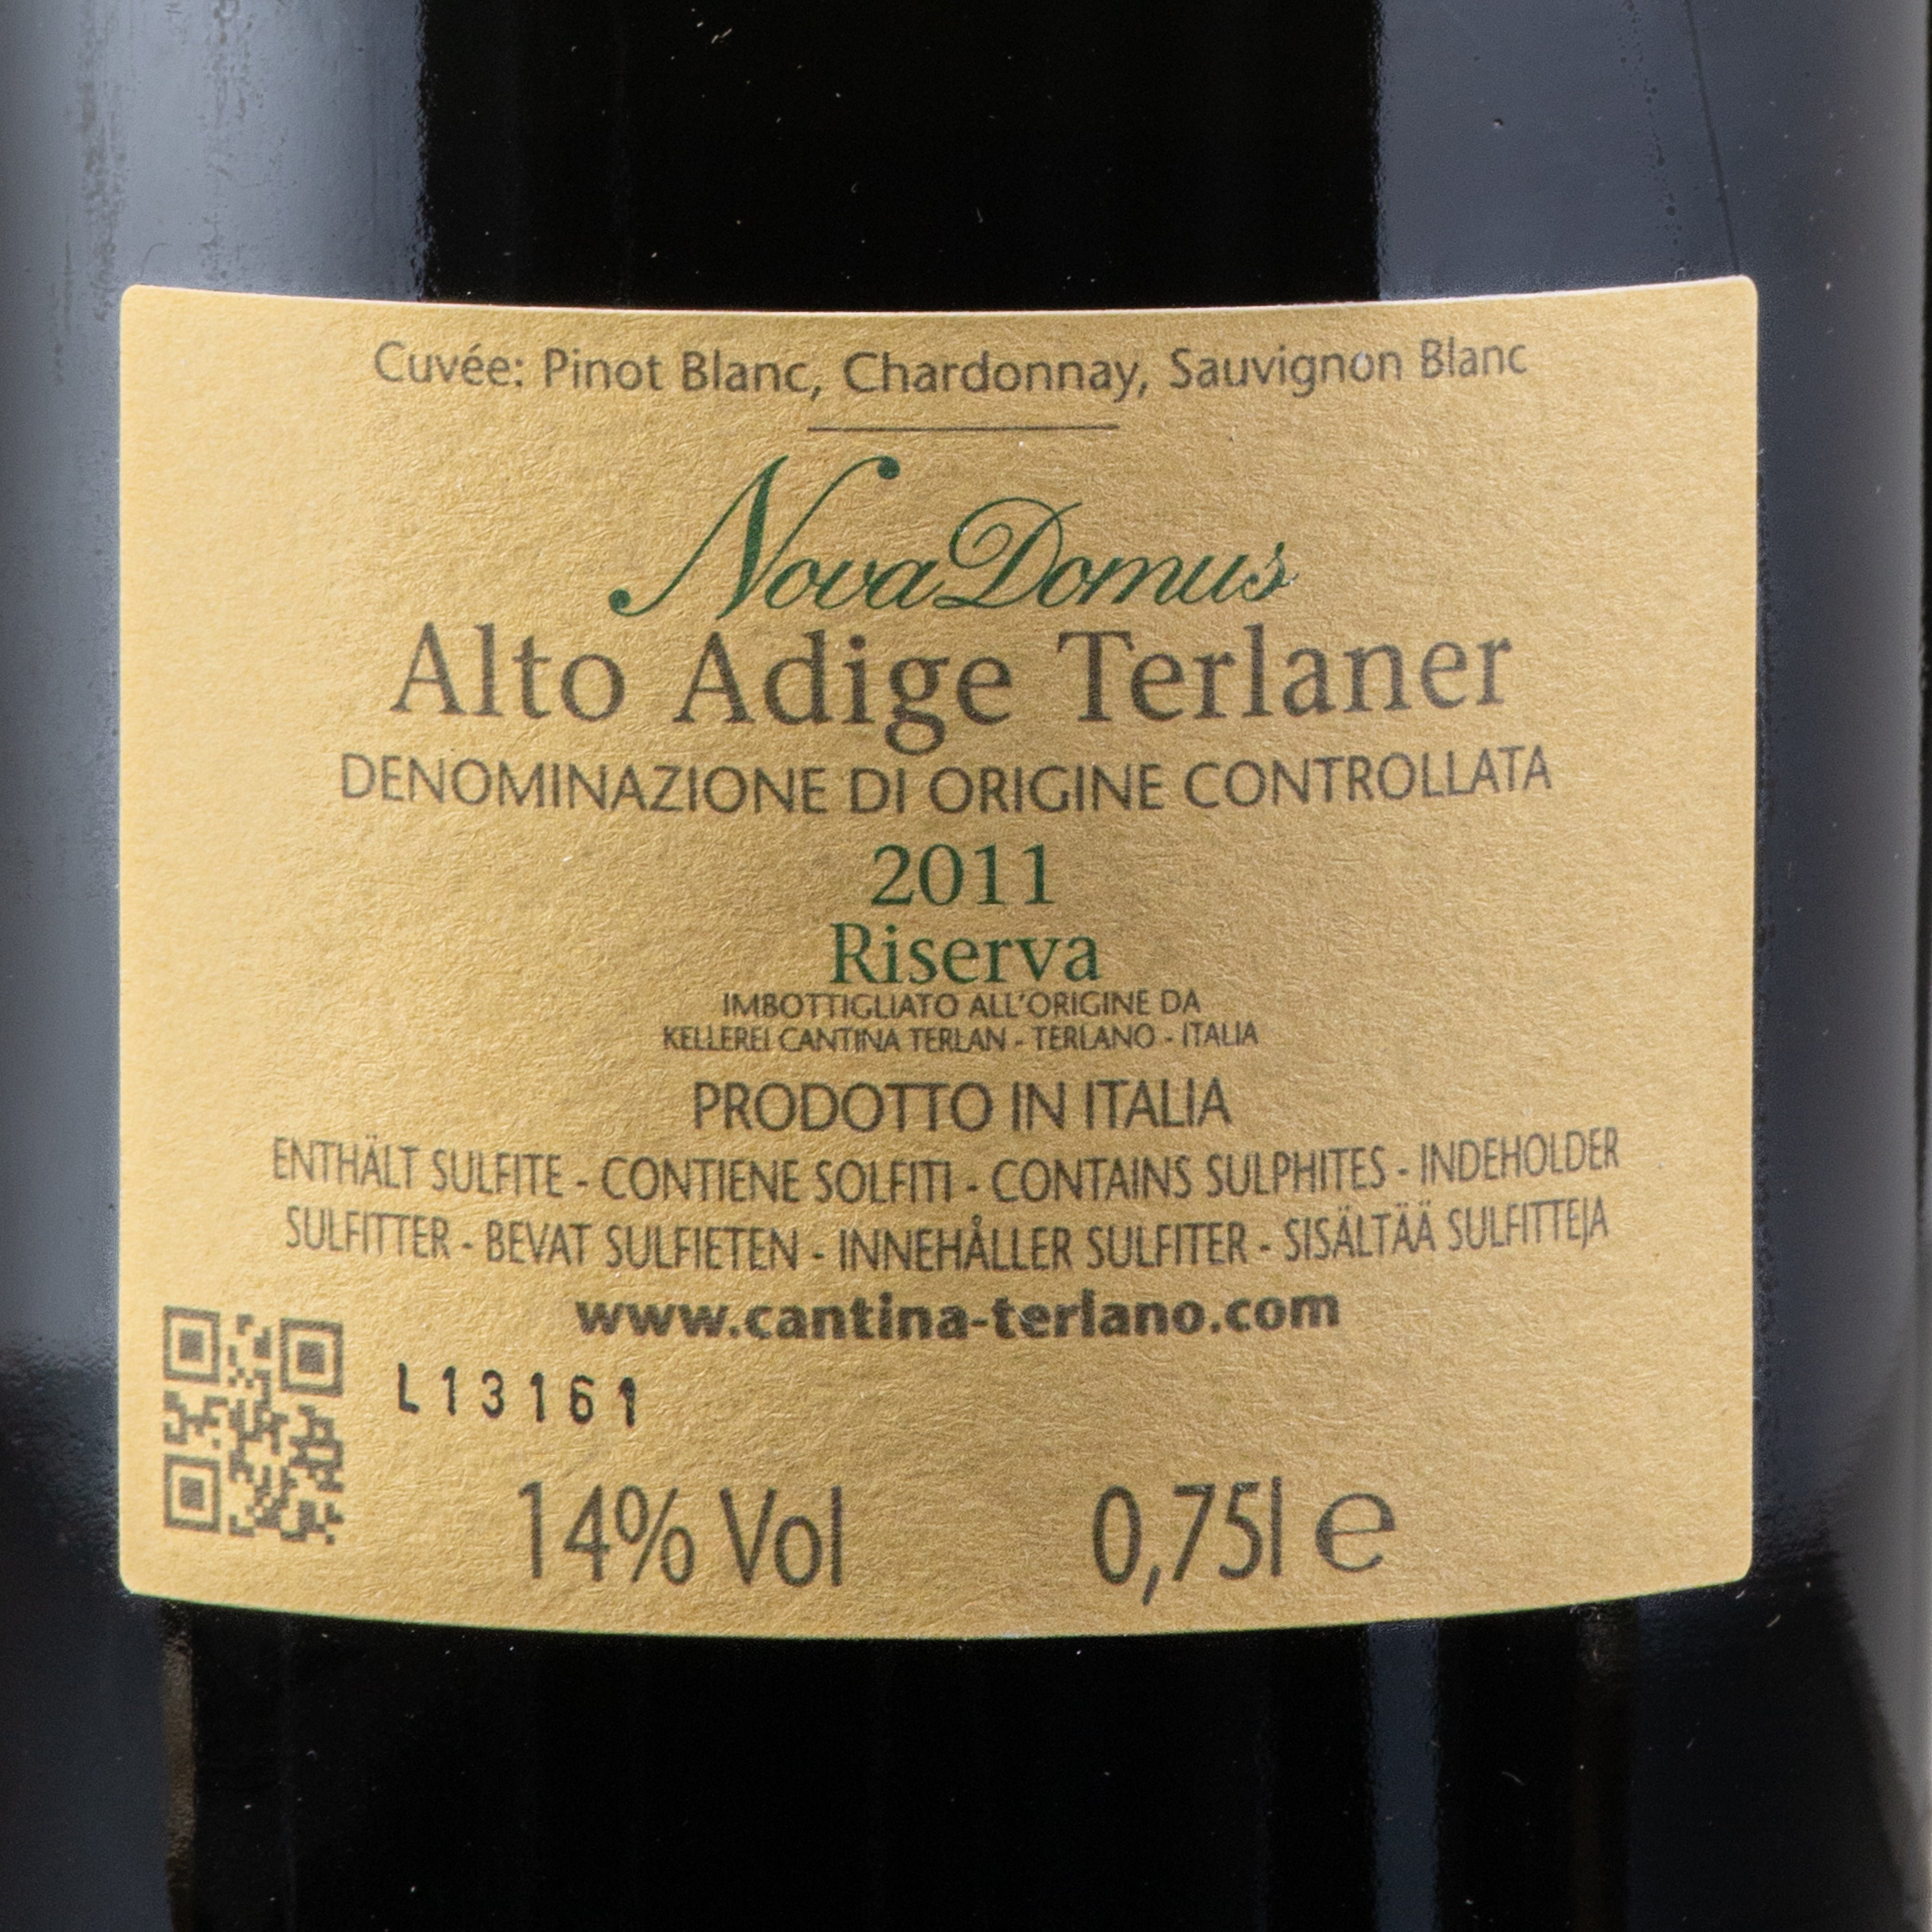 Cuvée: Pinot Blanc, Chardonnay, Sauvignon Blanc
Nova Domus
Alto Adige Terlaner
DENOMINAZIONE DI ORIGINE CONTROLLATA
2011
Riserva
IMBOTTIGLIATO ALL'ORIGINE DA
KELLEREI CANTINA TERLAN - TERLANO - ITALIA
PRODOTTO IN ITALIA
ENTHÄLT SULFITE - CONTIENE SOLFITI - CONTAINS SULPHITES - INDEHOLDER
SULFITTER - BEVAT SULFIETEN - INNEHÅLLER SULFITER - SISÄLTÄÄ SULFITTEJA
www.cantina-terlano.com
L13161
14% Vol 0,75l e